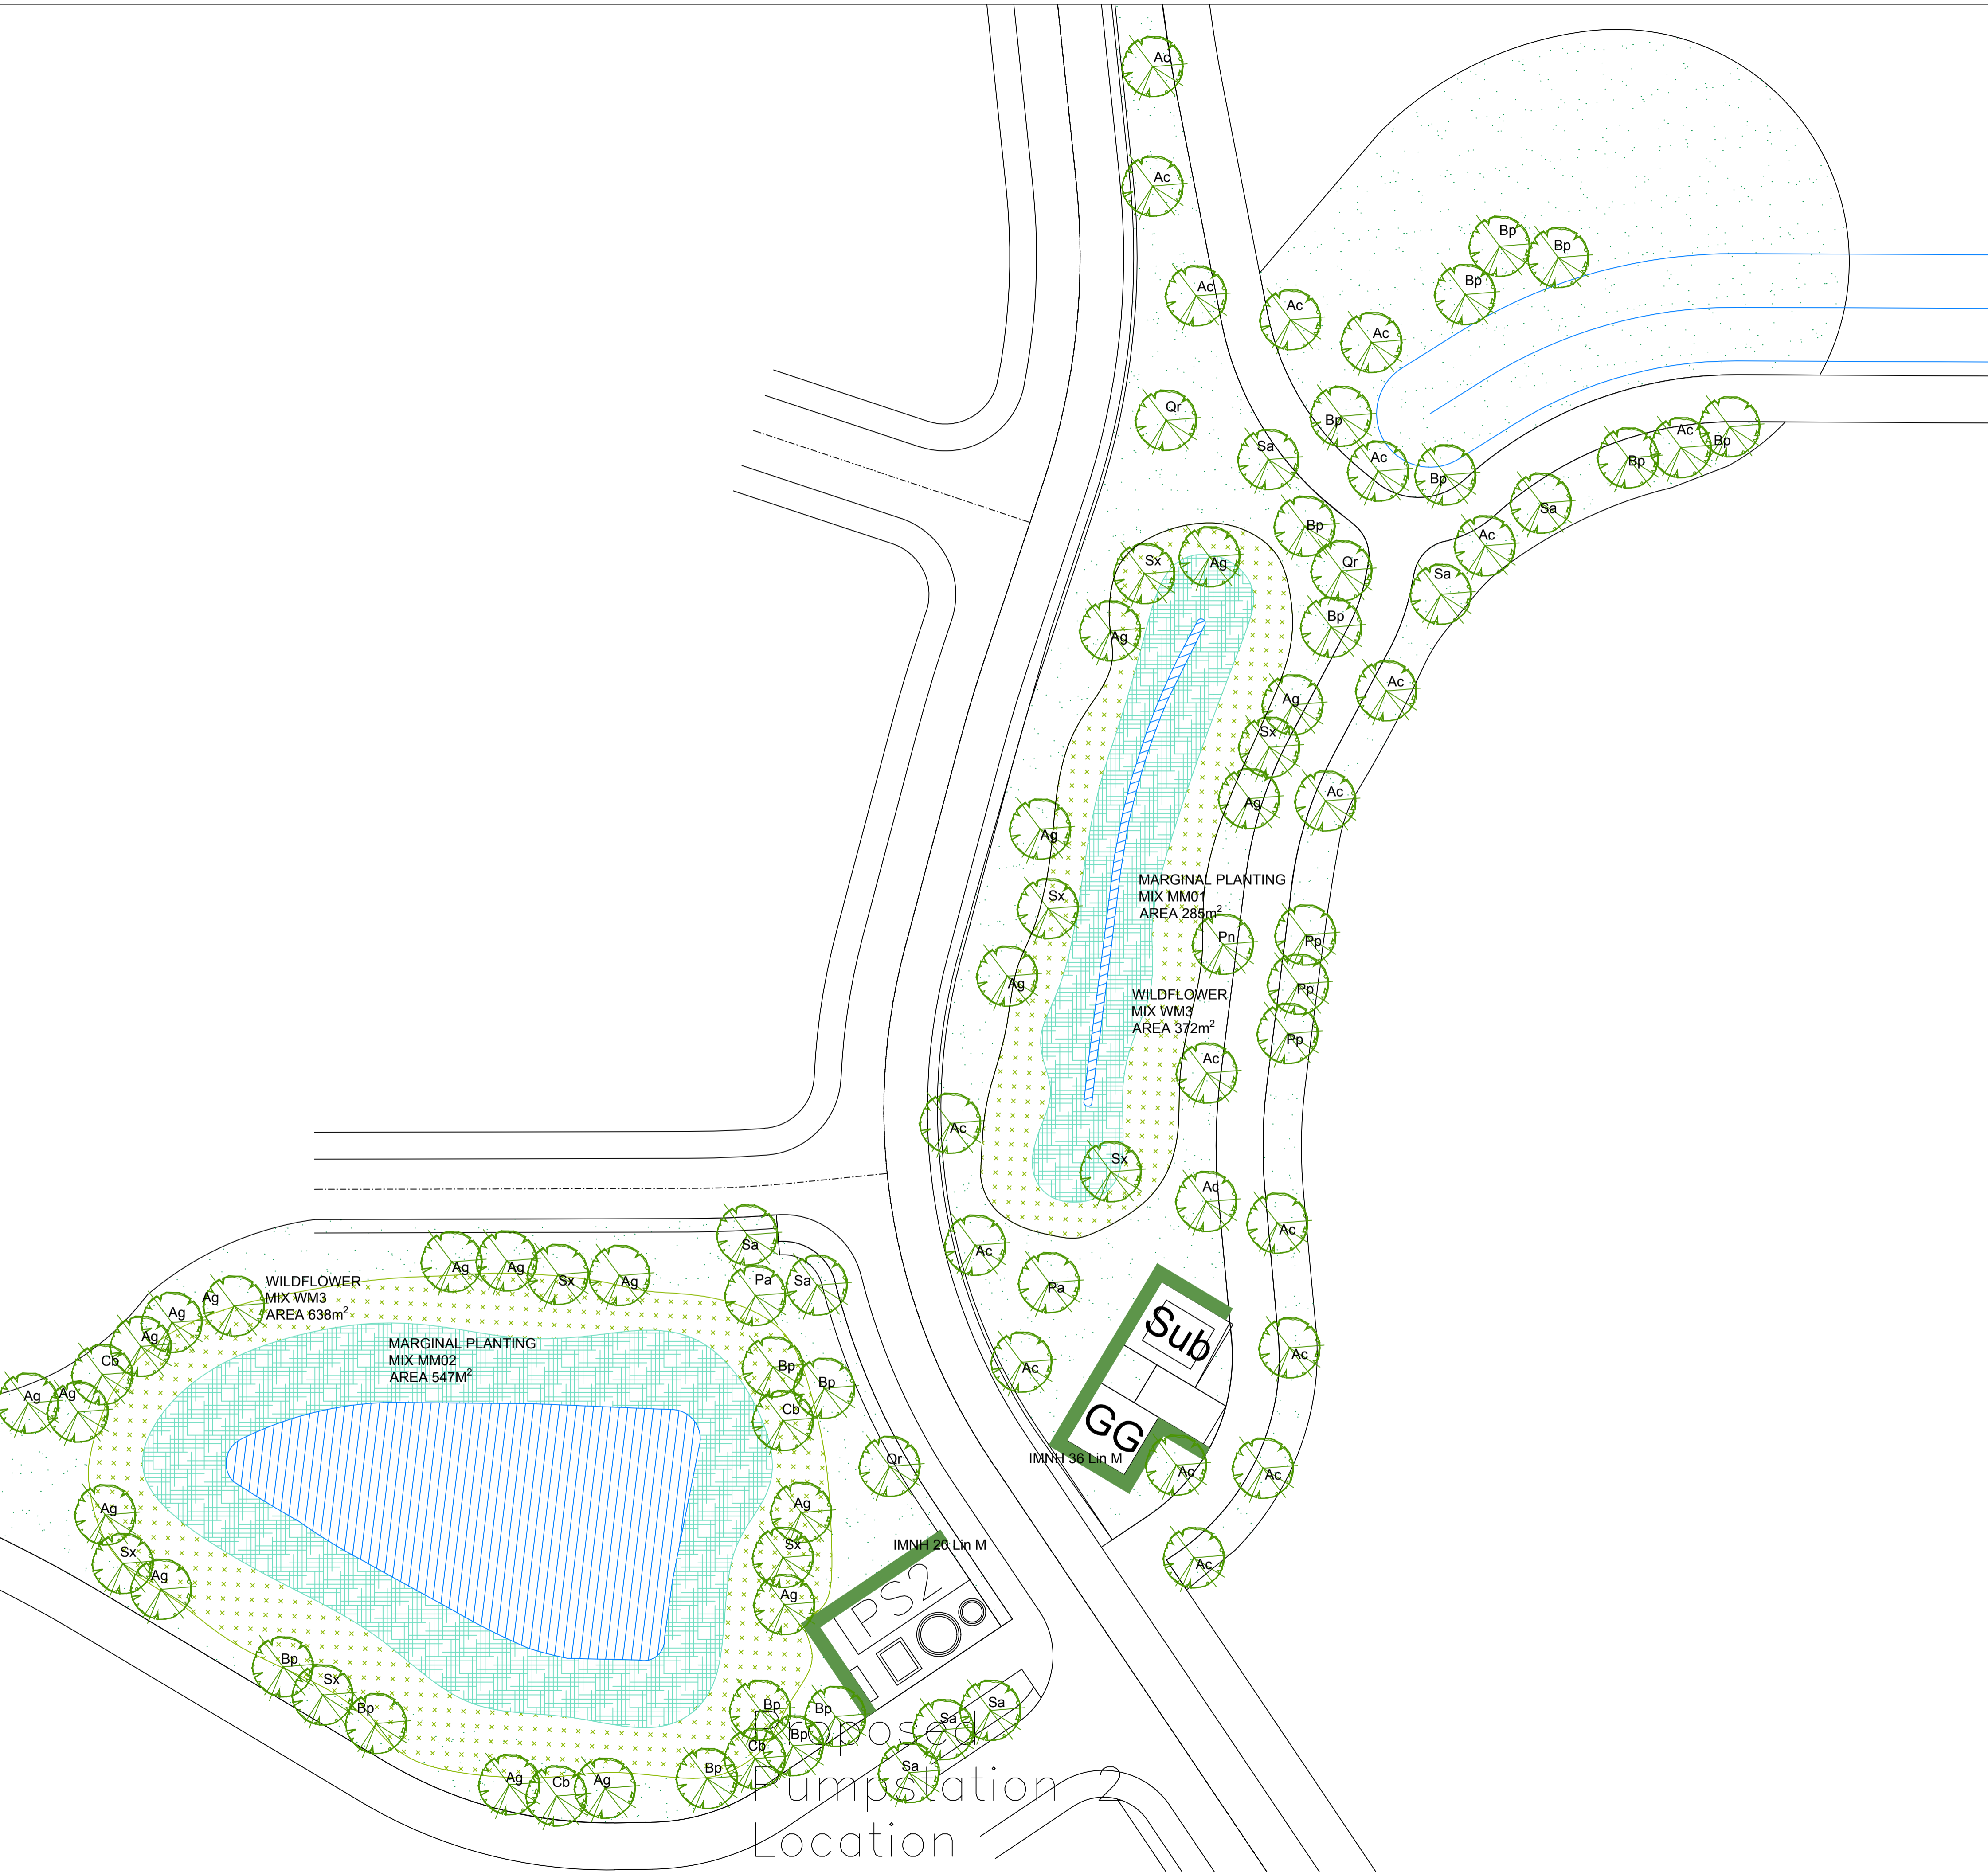 Ac
Ac
Bp
Bp
Bp
Ac
Ac
Ac
Qr
Bp
Ac
Bp
Sa
Ac
Bp
Bp
Bp
Sa
Bp
Ac
Sx
Ag
Qr
Sa
Bp
Ag
Ac
Ag
Sx
Ac
Ag
Ag
MARGINAL PLANTING
MIX MM01
AREA 285m²
Sx
Pn
Pp
Ag
Pp
WILDFLOWER
MIX WM3
AREA 372m²
Pp
Ac
Ac
Sx
Ac
Ac
Ac
Sa
Pa
Sa
Pa
Ag
Ag
Sx
Ag
WILDFLOWER
MIX WM3
AREA 638m²
Ag
Ag
Ag
Cb
Ag
Ag
MARGINAL PLANTING
MIX MM02
AREA 547M²
Sub
Ac
Ac
Bp
Bp
Cb
GG
IMNH 36 Lin M
Qr
Ac
Ac
Ag
Ag
Sx
IMNH 20 Lin M
Sx
Ag
Ag
Ac
PS2
Bp
Sx
Bp
Bp
Bp
Bp
Sa
Sa
Proposed
Cb
Bp
Sa
Ag
Cb
Ag
Pumpstation 2
Location